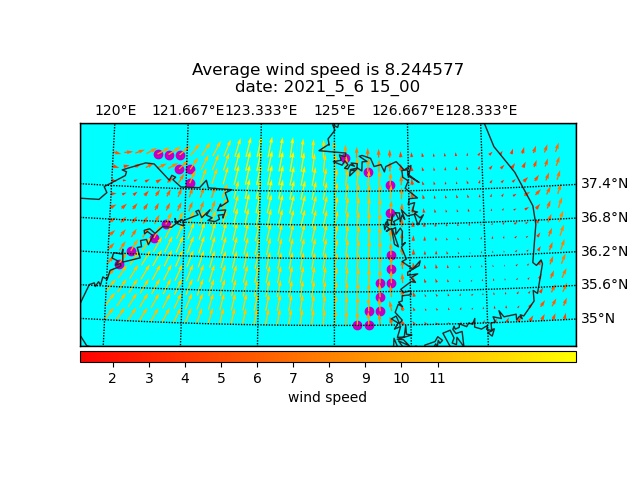 Average wind speed is 8.244577
date: 2021_5_6 15_00
120°E 121.667°E 123.333°E 125°E 126.667°E 128.333°E
37.4°N
36.8°N
36.2°N
35.6°N
35°N
2 3 4 5 6 7 8 9 10 11
wind speed